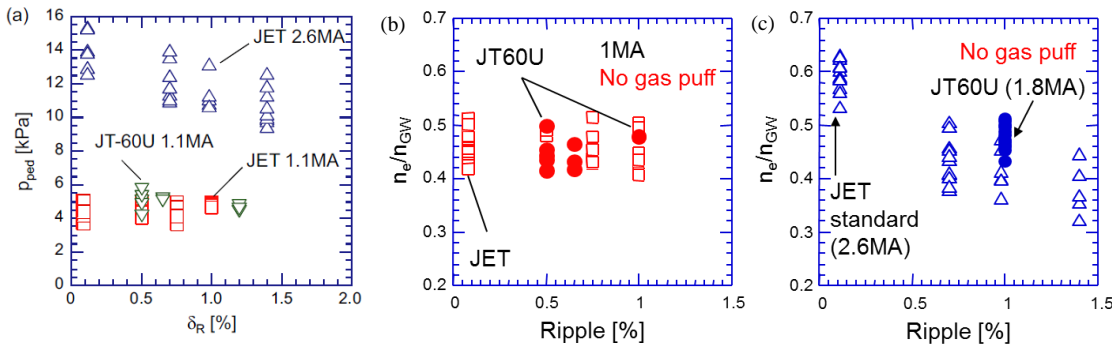 (a)
16
14
12
10
8
6
4
2
0
p_ped [kPa]
JET 2.6MA
JT-60U 1.1MA
JET 1.1MA
0
0.5
1.0
1.5
2.0
δ_R [%]
(b)
0.7
0.6
0.5
0.4
0.3
0.2
n_e/n_GW
1MA
JT60U
No gas puff
JET
0
0.5
1
1.5
Ripple [%]
(c)
0.7
0.6
0.5
0.4
0.3
0.2
n_e/n_GW
No gas puff
JT60U (1.8MA)
JET
standard
(2.6MA)
0
0.5
1
1.5
Ripple [%]